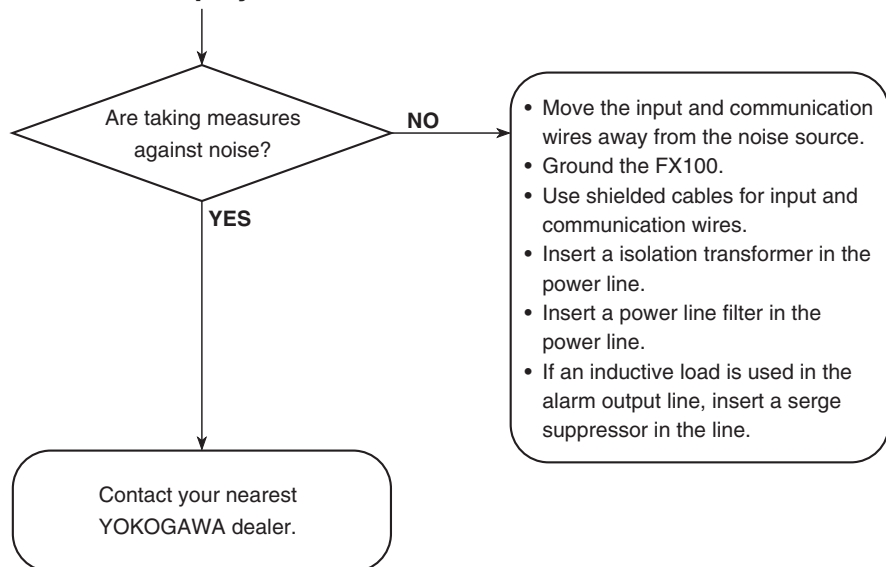 Are taking measures
against noise?
NO
YES
• Move the input and communication
wires away from the noise source.
• Ground the FX100.
• Use shielded cables for input and
communication wires.
• Insert a isolation transformer in the
power line.
• Insert a power line filter in the
power line.
• If an inductive load is used in the
alarm output line, insert a serge
suppressor in the line.
Contact your nearest
YOKOGAWA dealer.